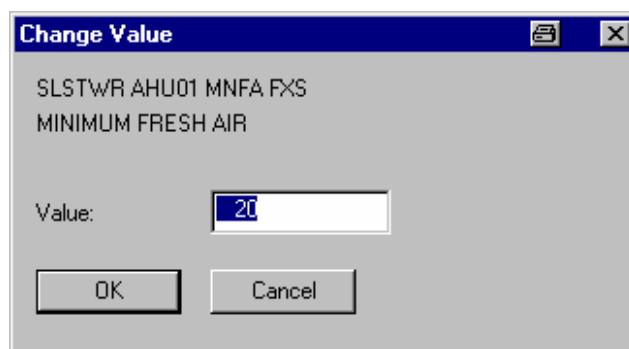 Change Value
SLSTWR AHU01 MNFA FXS
MINIMUM FRESH AIR
Value: 20
OK Cancel